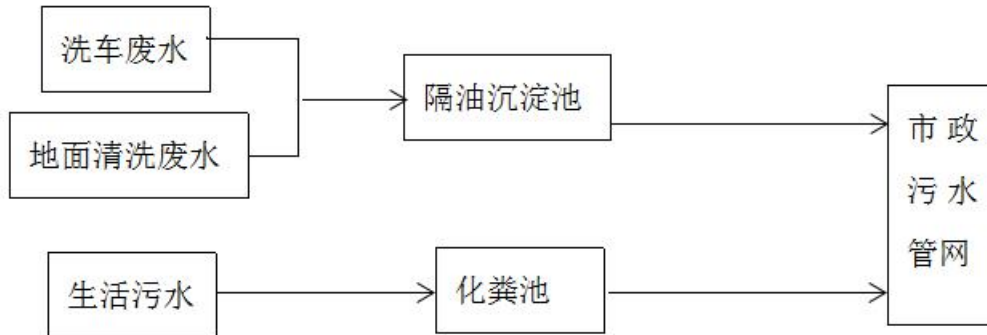 洗车废水
隔油沉淀池
地面清洗废水
市政
污水
管网
生活污水
化粪池